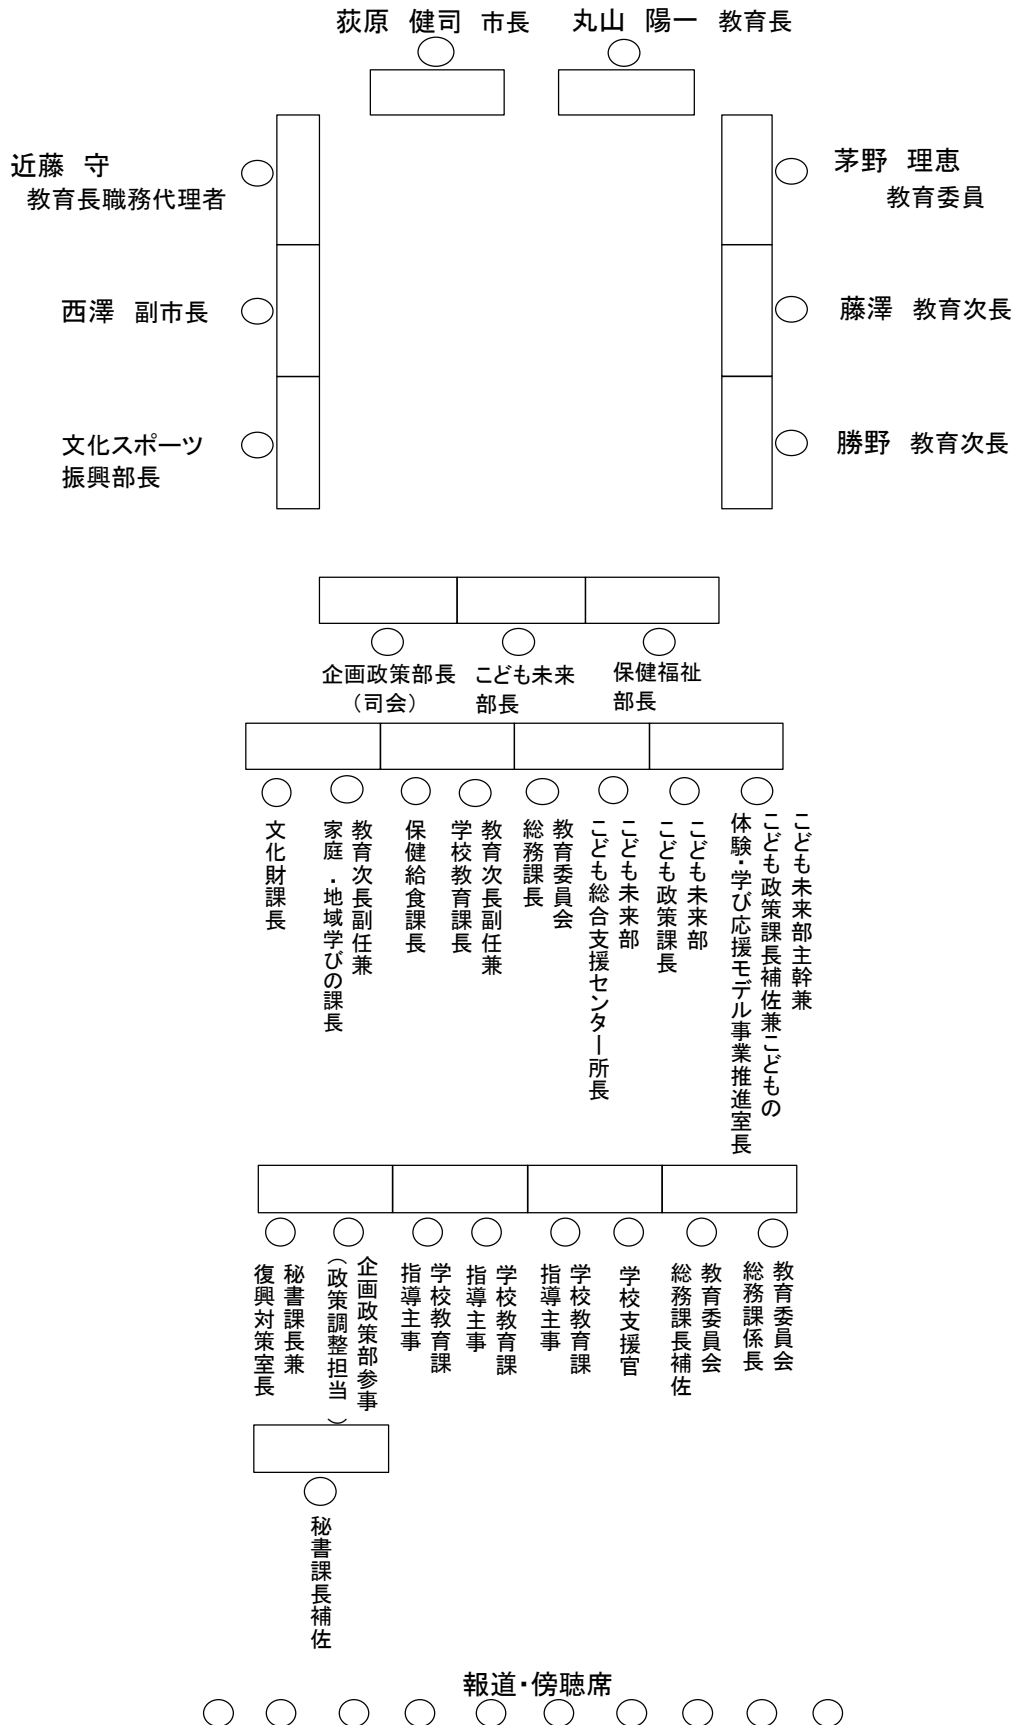 荻原 健司 市長
丸山 陽一 教育長
近藤 守
教育長職務代理者
茅野 理恵
教育委員
西澤 副市長
藤澤 教育次長
文化スポーツ
振興部長
勝野 教育次長
企画政策部長
（司会）
こども未来
部長
保健福祉
部長
文化財課長
教育次長副任兼
家庭・地域学びの課長
保健給食課長
教育次長副任兼
学校教育課長
教育委員会
総務課長
こども未来部
こども総合支援センター所長
こども未来部
こども政策課長
こども未来部主幹兼
こども政策課長補佐兼こどもの
体験・学び応援モデル事業推進室長
秘書課長兼
復興対策室長
企画政策部参事
（政策調整担当）
学校教育課
指導主事
学校教育課
指導主事
学校教育課
指導主事
学校支援官
教育委員会
総務課長補佐
教育委員会
総務課係長
秘書課長補佐
報道・傍聴席